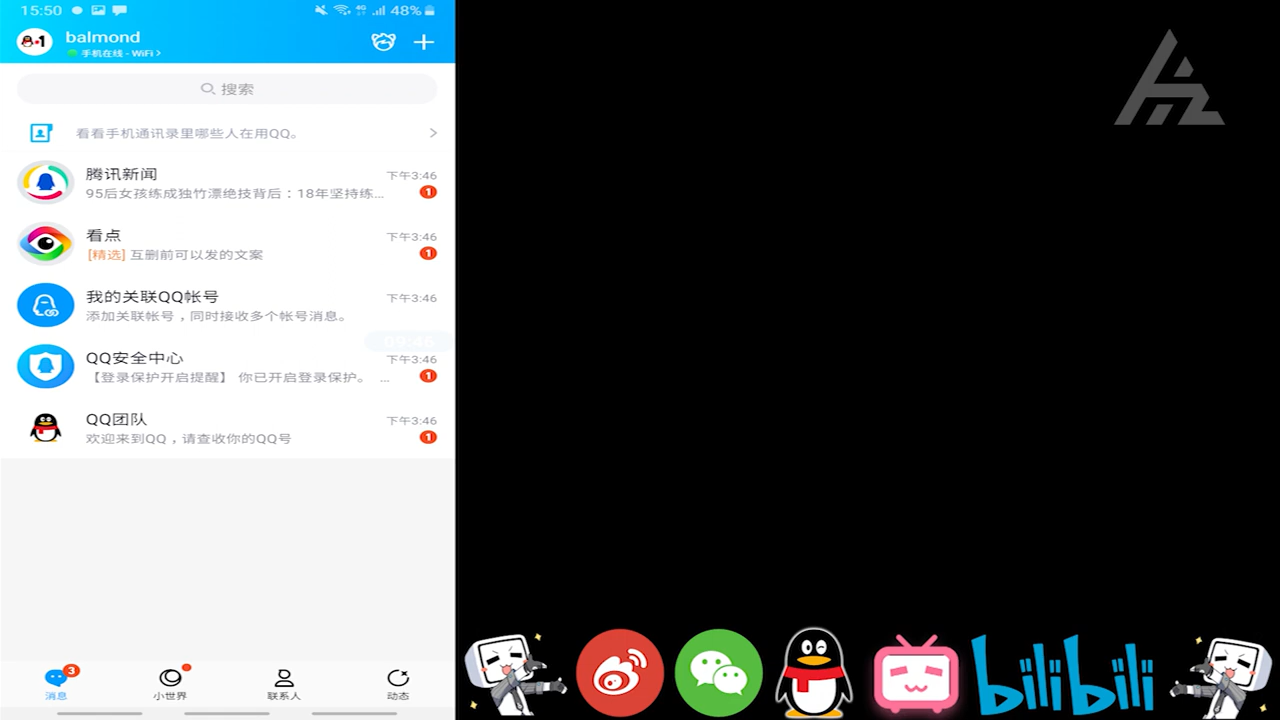 15:50
4G
48%
balmond
手机在线 - WiFi >
搜索
看看手机通讯录里哪些人在用QQ。
腾讯新闻
下午3:46
95后女孩练成独竹漂绝技背后：18年坚持练...
1
看点
下午3:46
[精选] 互删前可以发的文案
1
我的关联QQ帐号
下午3:46
添加关联帐号，同时接收多个帐号消息。
09:46
QQ安全中心
下午3:46
【登录保护开启提醒】 你已开启登录保护。 ...
1
QQ团队
下午3:46
欢迎来到QQ，请查收你的QQ号
1
3
消息
小世界
联系人
动态
bilibili